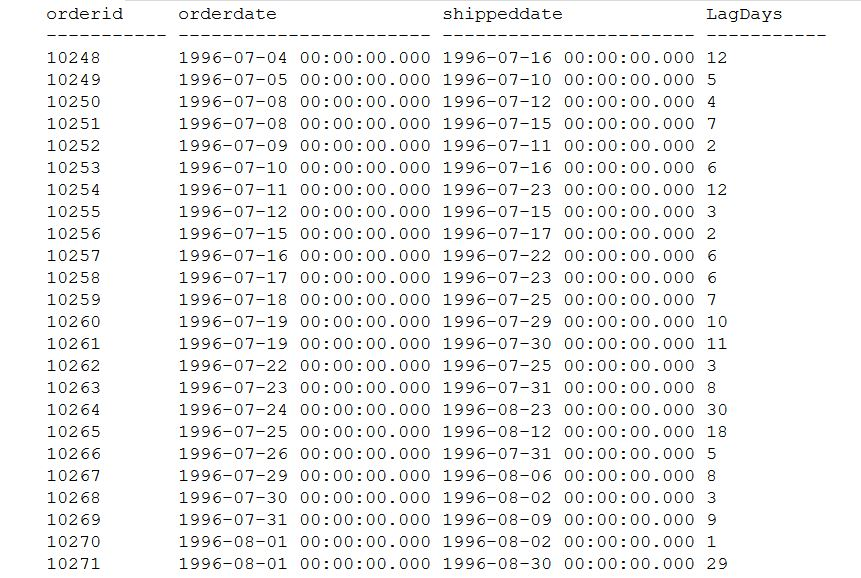 orderid     orderdate               shippeddate             LagDays
----------- ----------------------- ----------------------- -----------
10248       1996-07-04 00:00:00.000 1996-07-16 00:00:00.000 12
10249       1996-07-05 00:00:00.000 1996-07-10 00:00:00.000 5
10250       1996-07-08 00:00:00.000 1996-07-12 00:00:00.000 4
10251       1996-07-08 00:00:00.000 1996-07-15 00:00:00.000 7
10252       1996-07-09 00:00:00.000 1996-07-11 00:00:00.000 2
10253       1996-07-10 00:00:00.000 1996-07-16 00:00:00.000 6
10254       1996-07-11 00:00:00.000 1996-07-23 00:00:00.000 12
10255       1996-07-12 00:00:00.000 1996-07-15 00:00:00.000 3
10256       1996-07-15 00:00:00.000 1996-07-17 00:00:00.000 2
10257       1996-07-16 00:00:00.000 1996-07-22 00:00:00.000 6
10258       1996-07-17 00:00:00.000 1996-07-23 00:00:00.000 6
10259       1996-07-18 00:00:00.000 1996-07-25 00:00:00.000 7
10260       1996-07-19 00:00:00.000 1996-07-29 00:00:00.000 10
10261       1996-07-19 00:00:00.000 1996-07-30 00:00:00.000 11
10262       1996-07-22 00:00:00.000 1996-07-25 00:00:00.000 3
10263       1996-07-23 00:00:00.000 1996-07-31 00:00:00.000 8
10264       1996-07-24 00:00:00.000 1996-08-23 00:00:00.000 30
10265       1996-07-25 00:00:00.000 1996-08-12 00:00:00.000 18
10266       1996-07-26 00:00:00.000 1996-07-31 00:00:00.000 5
10267       1996-07-29 00:00:00.000 1996-08-06 00:00:00.000 8
10268       1996-07-30 00:00:00.000 1996-08-02 00:00:00.000 3
10269       1996-07-31 00:00:00.000 1996-08-09 00:00:00.000 9
10270       1996-08-01 00:00:00.000 1996-08-02 00:00:00.000 1
10271       1996-08-01 00:00:00.000 1996-08-30 00:00:00.000 29